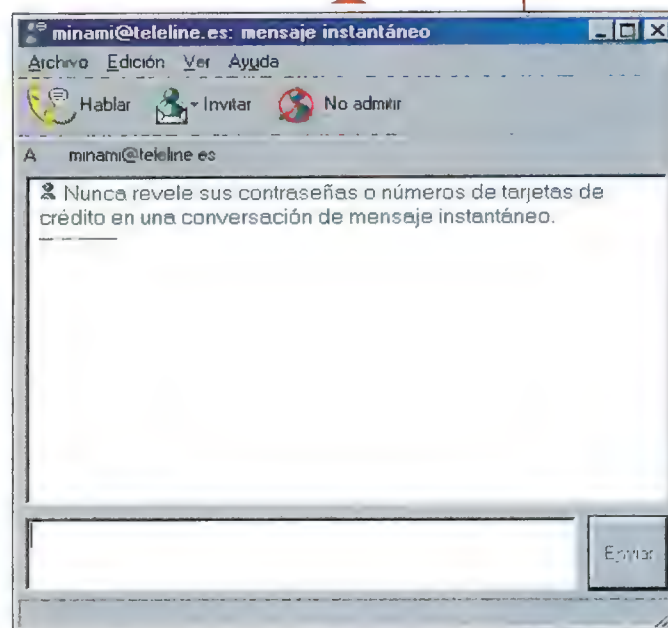 minami@teleline.es: mensaje instantáneo
Archivo Edición Ver Ayuda
Hablar Invitar No admitir
A minami@teleline es
Nunca revele sus contraseñas o números de tarjetas de
crédito en una conversación de mensaje instantáneo.
Enviar